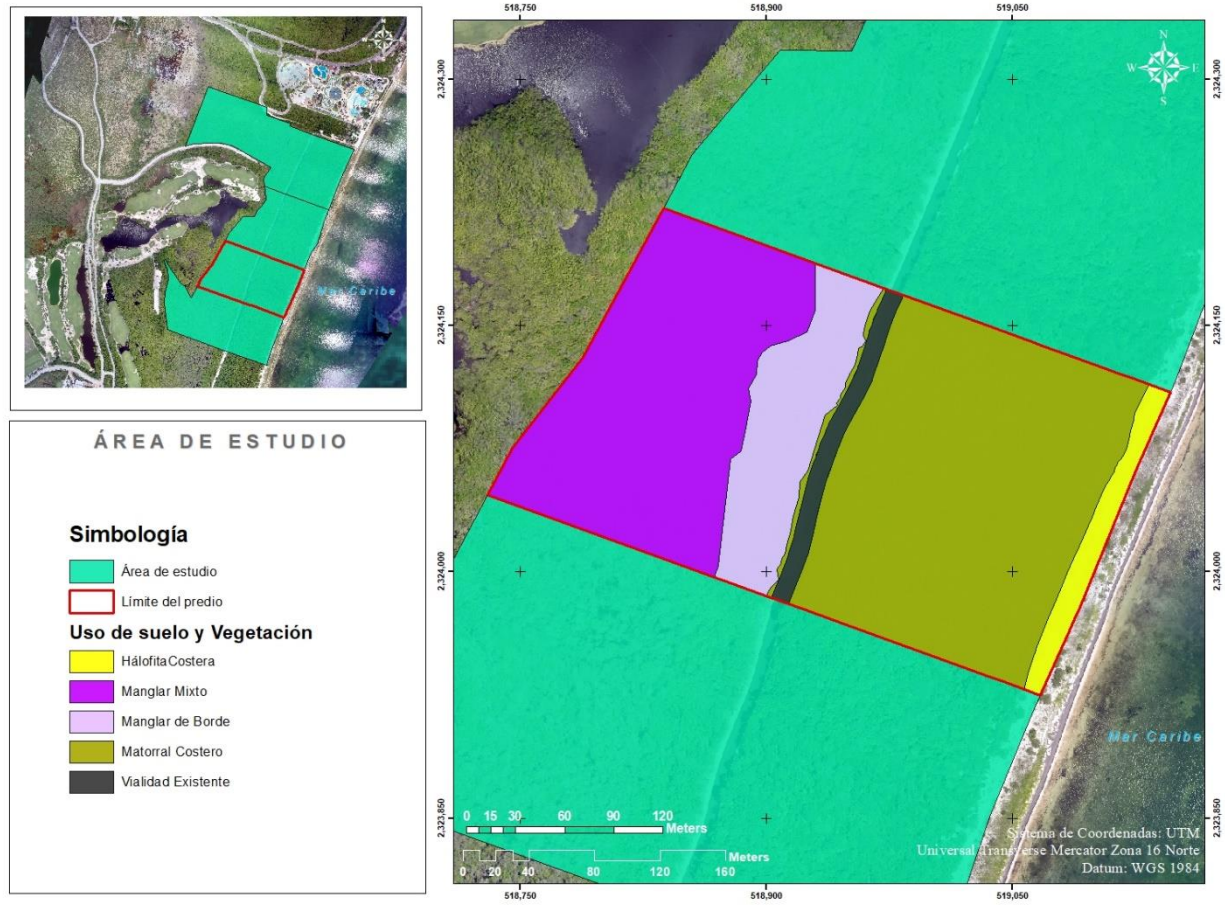 Mar Caribe
ÁREA DE ESTUDIO
Simbología
Área de estudio
Límite del predio
Uso de suelo y Vegetación
HálofitaCostera
Manglar Mixto
Manglar de Borde
Matorral Costero
Vialidad Existente
518,750 518,900 519,050
2,324,300 2,324,300
2,324,150 2,324,150
2,324,000 2,324,000
2,323,850 2,323,850
N
W E
S
Mar Caribe
0 15 30 60 90 120
Meters
Meters
0 20 40 80 120 160
Sistema de Coordenadas: UTM
Universal Transverse Mercator Zona 16 Norte
Datum: WGS 1984
518,750 518,900 519,050